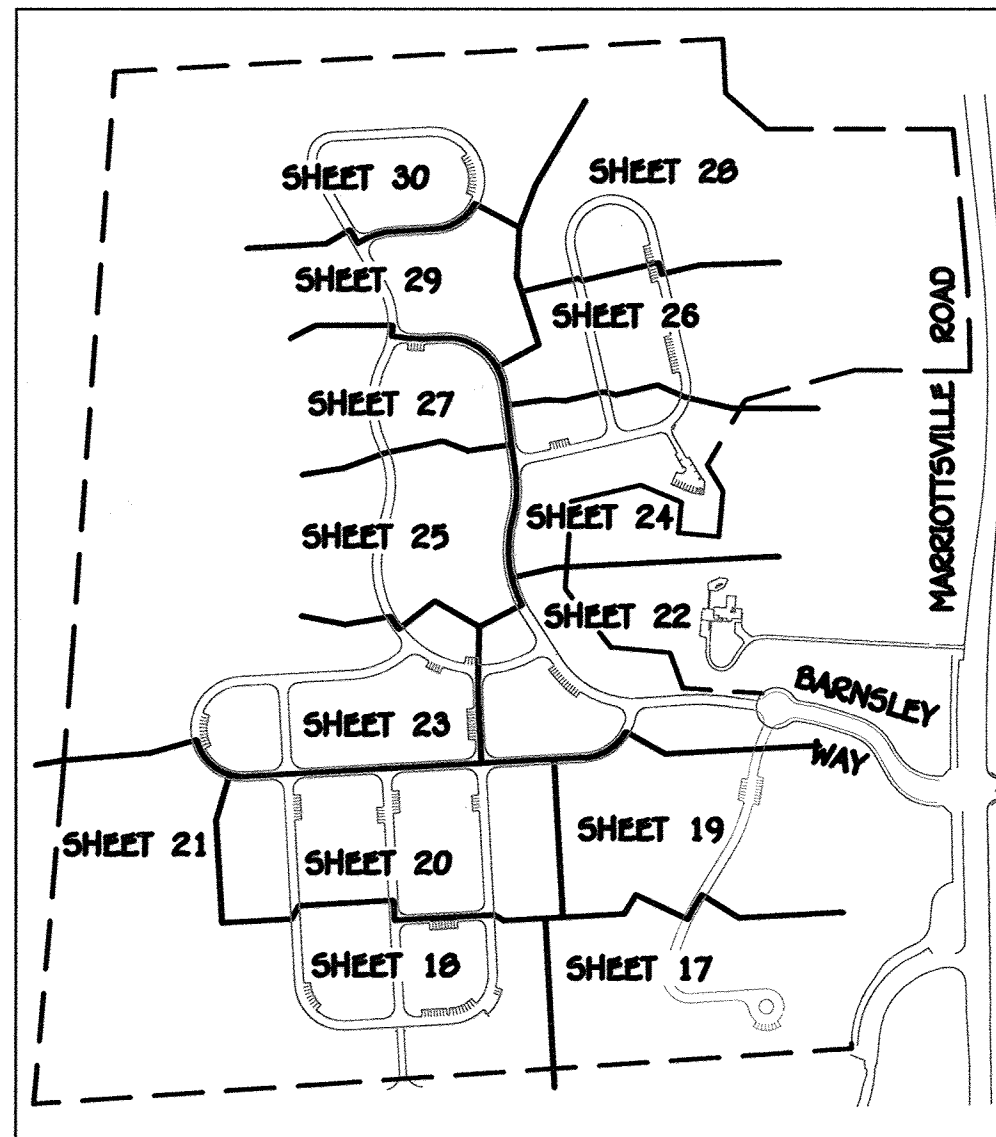 SHEET 30
SHEET 28
SHEET 29
SHEET 26
MARRIOTTSVILLE ROAD
SHEET 27
SHEET 24
SHEET 25
SHEET 22
BARNSLEY
WAY
SHEET 23
SHEET 19
SHEET 21
SHEET 20
SHEET 18
SHEET 17